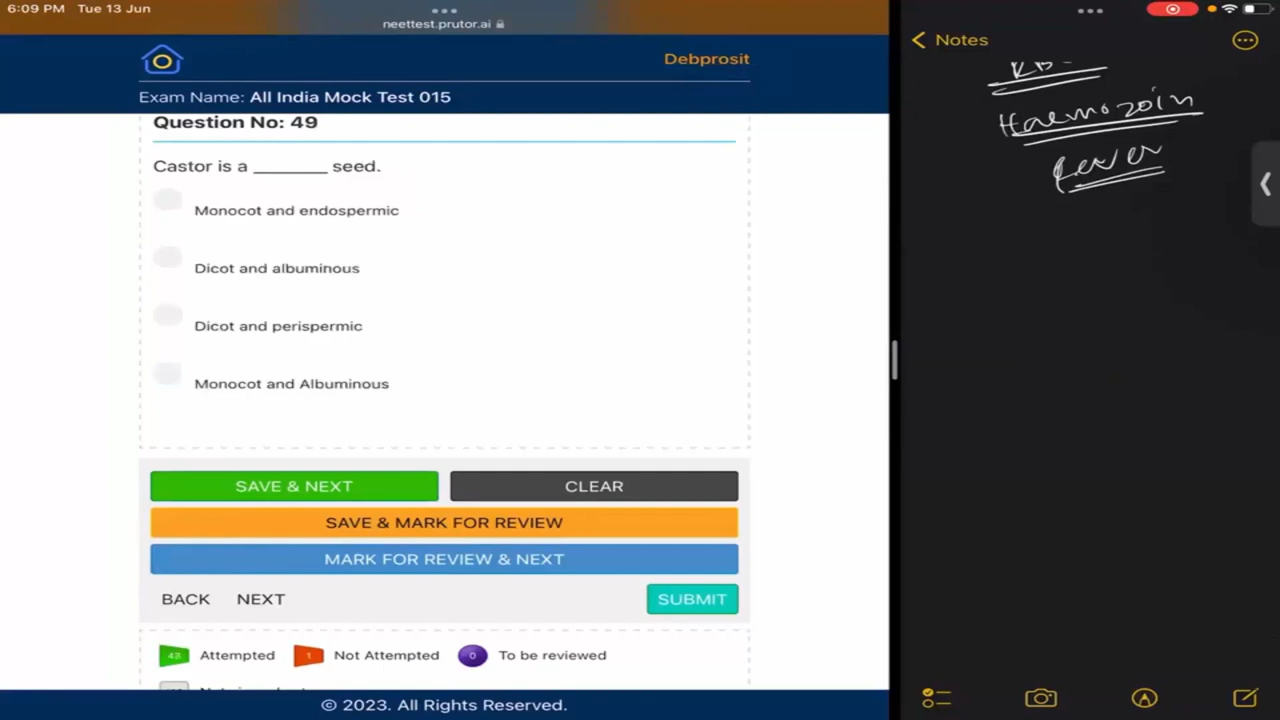 6:09 PM Tue 13 Jun
neettest.prutor.ai
Debprosit
Exam Name: All India Mock Test 015
Question No: 49
Castor is a ________ seed.
Monocot and endospermic
Dicot and albuminous
Dicot and perispermic
Monocot and Albuminous
SAVE & NEXT
CLEAR
SAVE & MARK FOR REVIEW
MARK FOR REVIEW & NEXT
BACK NEXT
SUBMIT
Attempted
1 Not Attempted
0 To be reviewed
© 2023. All Rights Reserved.
Notes
Haemozoin
fever